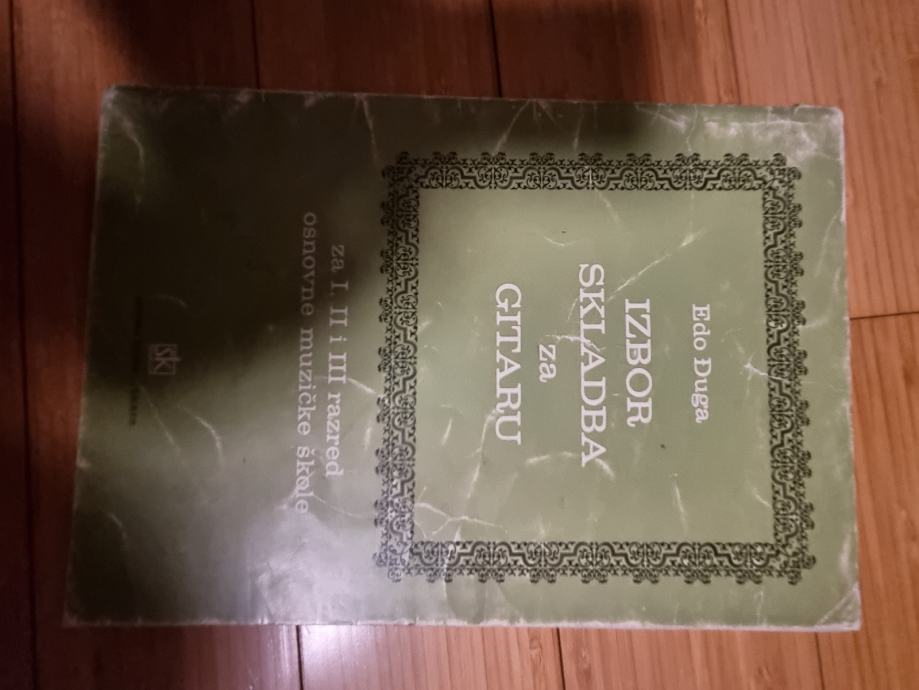 Edo Đuga
IZBOR
SKLADBA
za
GITARU
za I, II i III razred
osnovne muzičke škole